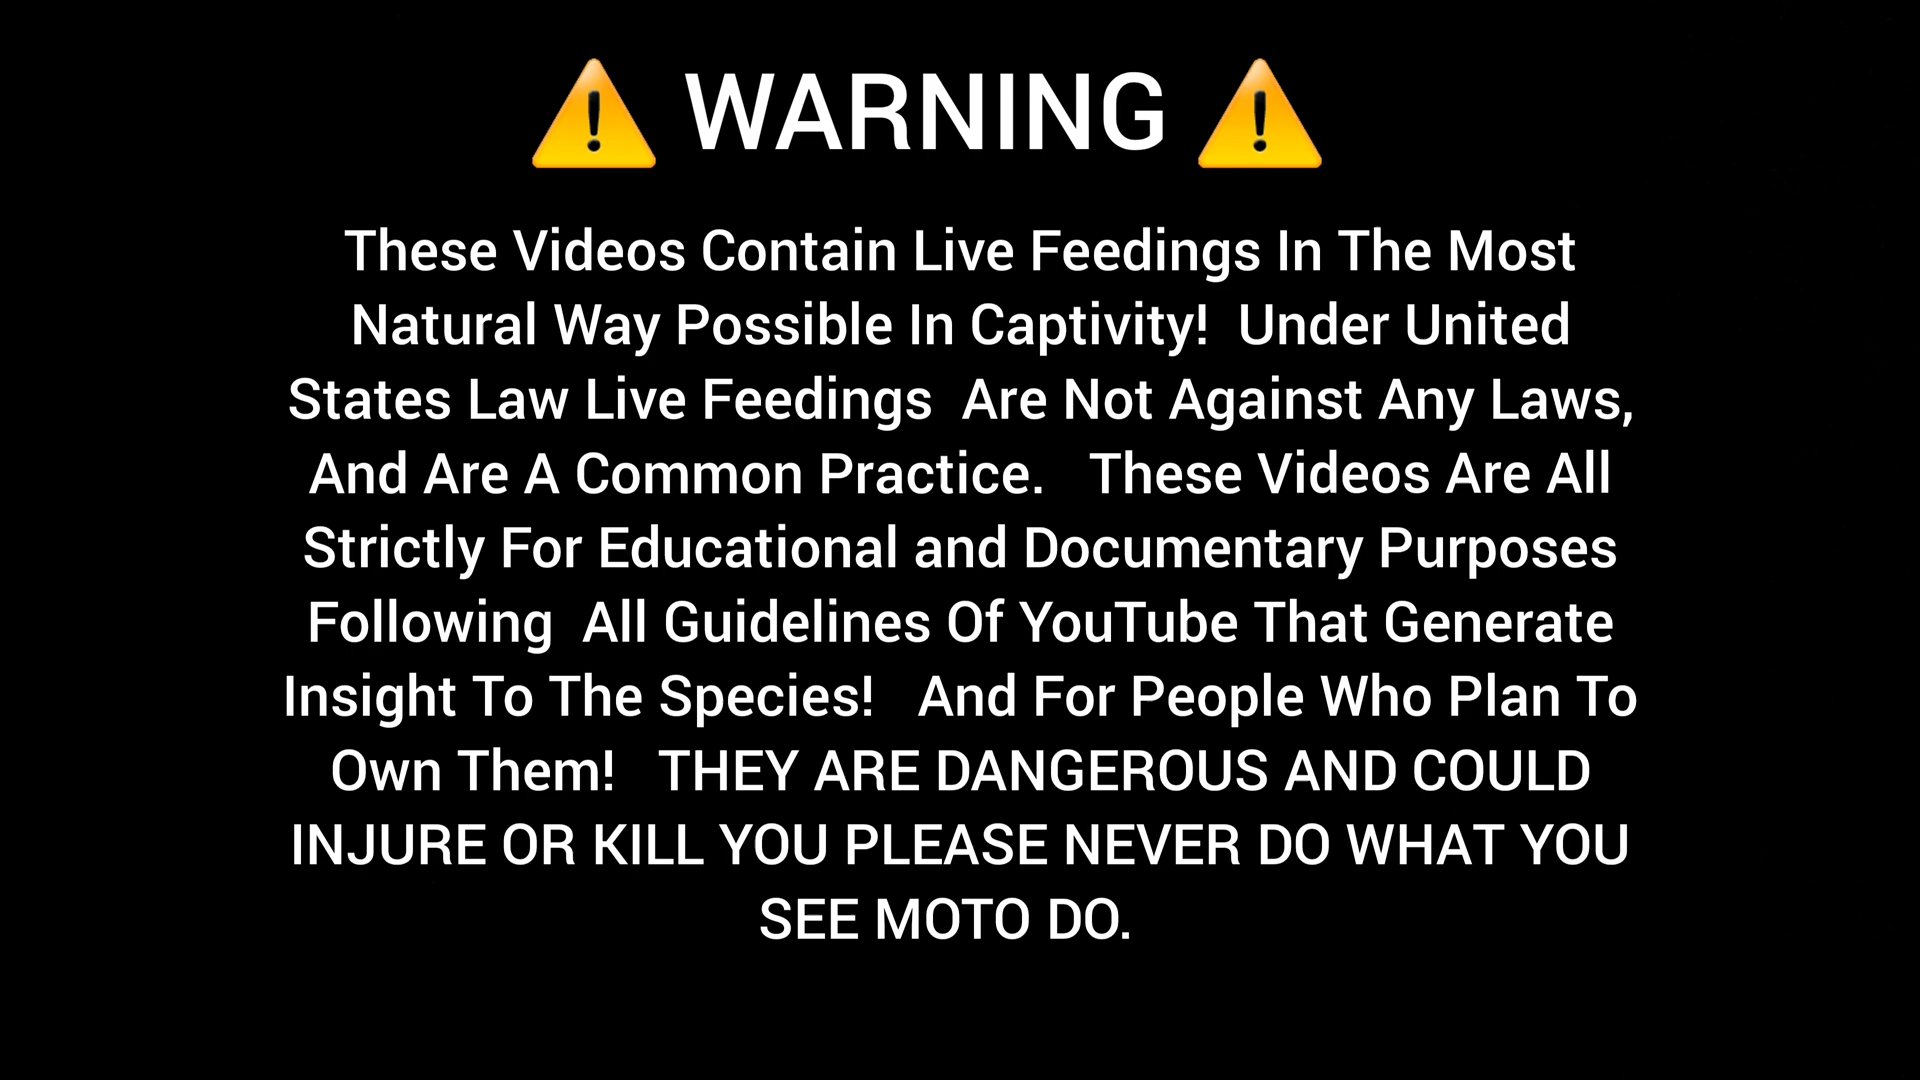 ⚠️ WARNING ⚠️
These Videos Contain Live Feedings In The Most
Natural Way Possible In Captivity!  Under United
States Law Live Feedings  Are Not Against Any Laws,
And Are A Common Practice.   These Videos Are All
Strictly For Educational and Documentary Purposes
Following  All Guidelines Of YouTube That Generate
Insight To The Species!   And For People Who Plan To
Own Them!   THEY ARE DANGEROUS AND COULD
INJURE OR KILL YOU PLEASE NEVER DO WHAT YOU
SEE MOTO DO.